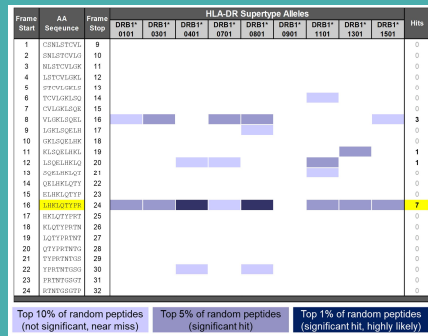 Frame Start AA Sequence Frame Stop HLA-DR Supertype Alleles Hits
DRB1* 0101 DRB1* 0301 DRB1* 0401 DRB1* 0701 DRB1* 0801 DRB1* 0901 DRB1* 1101 DRB1* 1301 DRB1* 1501
1 CSNLSTCVL 9 0
2 SNLSTCVLG 10 0
3 NLSTCVLGK 11 0
4 LSTCVLGKL 12 0
5 STCVLGKLS 13 0
6 TCVLGKLSQ 14 0
7 CVLGKLSQE 15 0
8 VLGKLSQEL 16 3
9 LGKLSQELH 17 0
10 GKLSQELHK 18 0
11 KLSQELHKL 19 1
12 LSQELHKLQ 20 1
13 SQELHKLQT 21 0
14 QELHKLQTY 22 0
15 ELHKLQTYP 23 0
16 LHKLQTYPR 24 7
17 HKLQTYPRT 25 0
18 KLQTYPRTN 26 0
19 LQTYPRTNT 27 0
20 QTYPRTNTG 28 0
21 TYPRTNTGS 29 0
22 YPRTNTGSG 30 0
23 PRTNTGSGT 31 0
24 RTNTGSGTP 32 0
Top 10% of random peptides (not significant, near miss)
Top 5% of random peptides (significant hit)
Top 1% of random peptides (significant hit, highly likely)